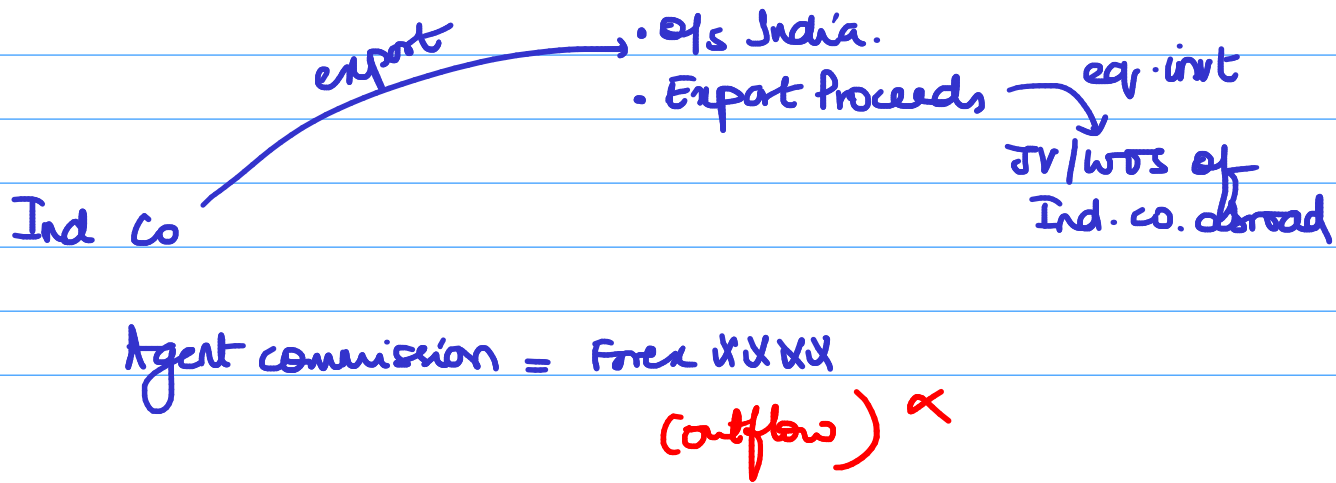 export
• O/s India.
• Export Proceeds
eq. invt
JV/WOS of
Ind. co. abroad
Ind Co
Agent commission = Forex XXXX
(outflow) X